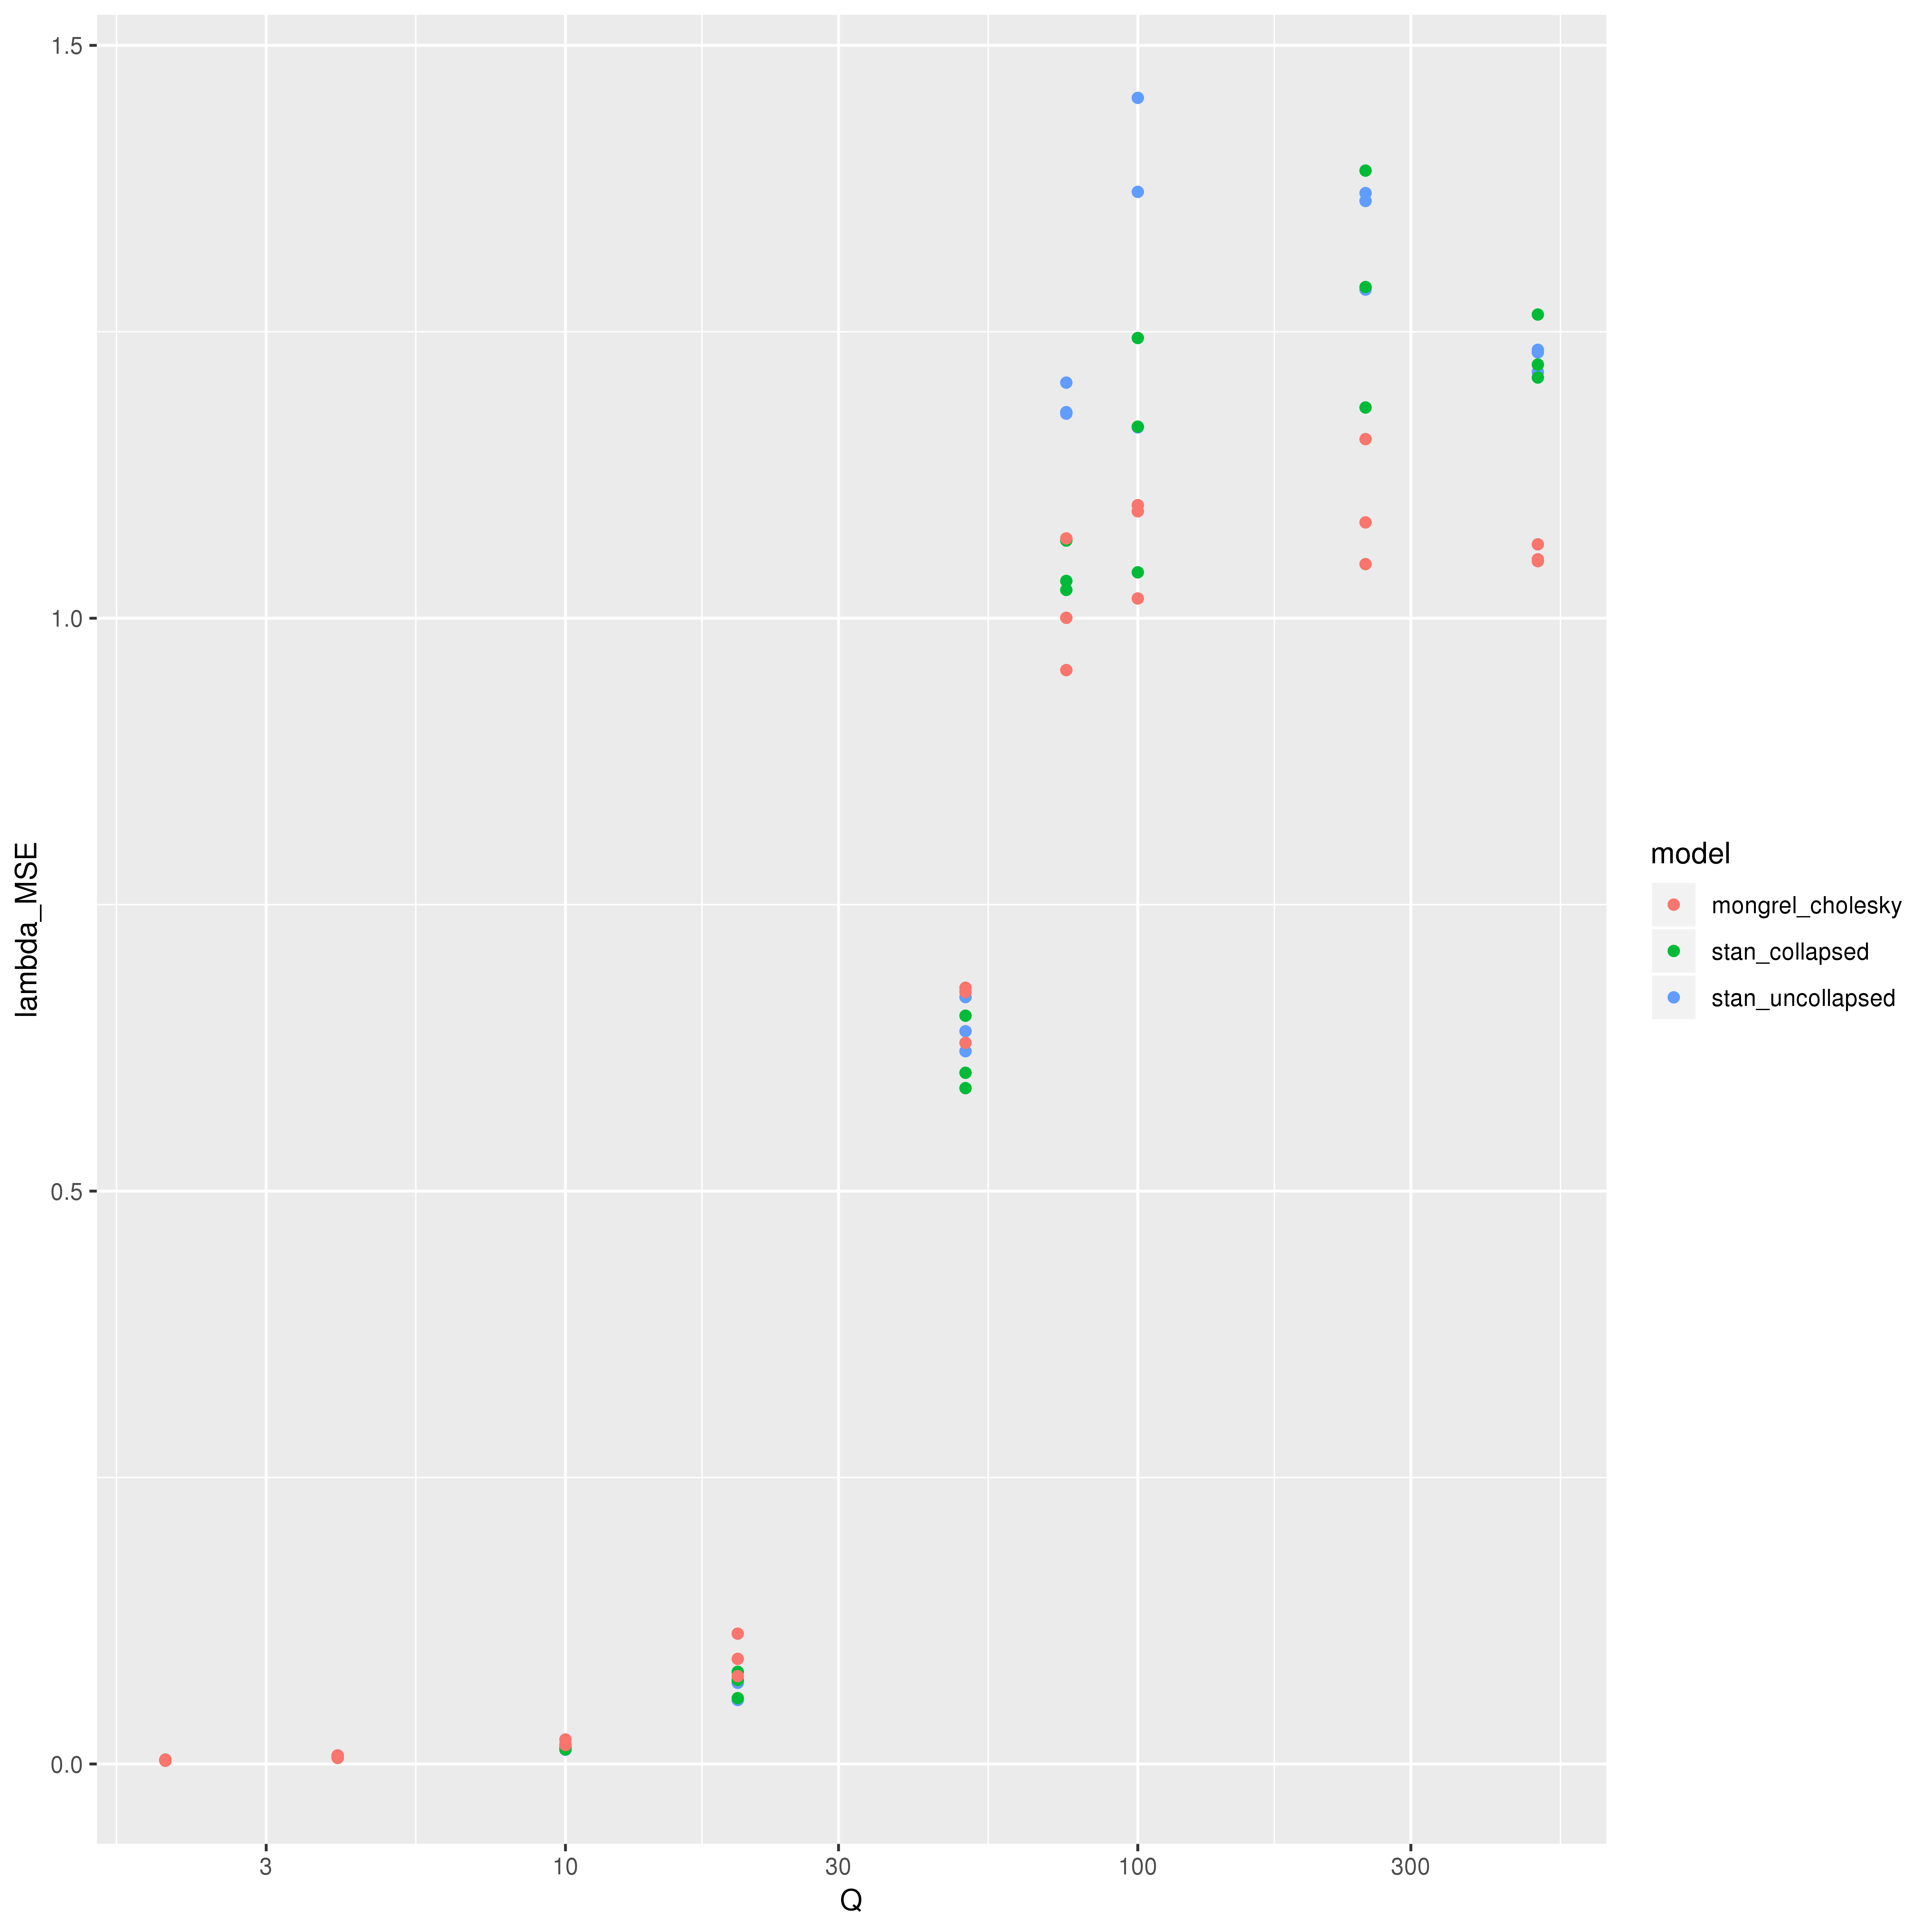 1.5
1.0
0.5
0.0
lambda_MSE
3
10
30
100
300
Q
model
mongrel_cholesky
stan_collapsed
stan_uncollapsed